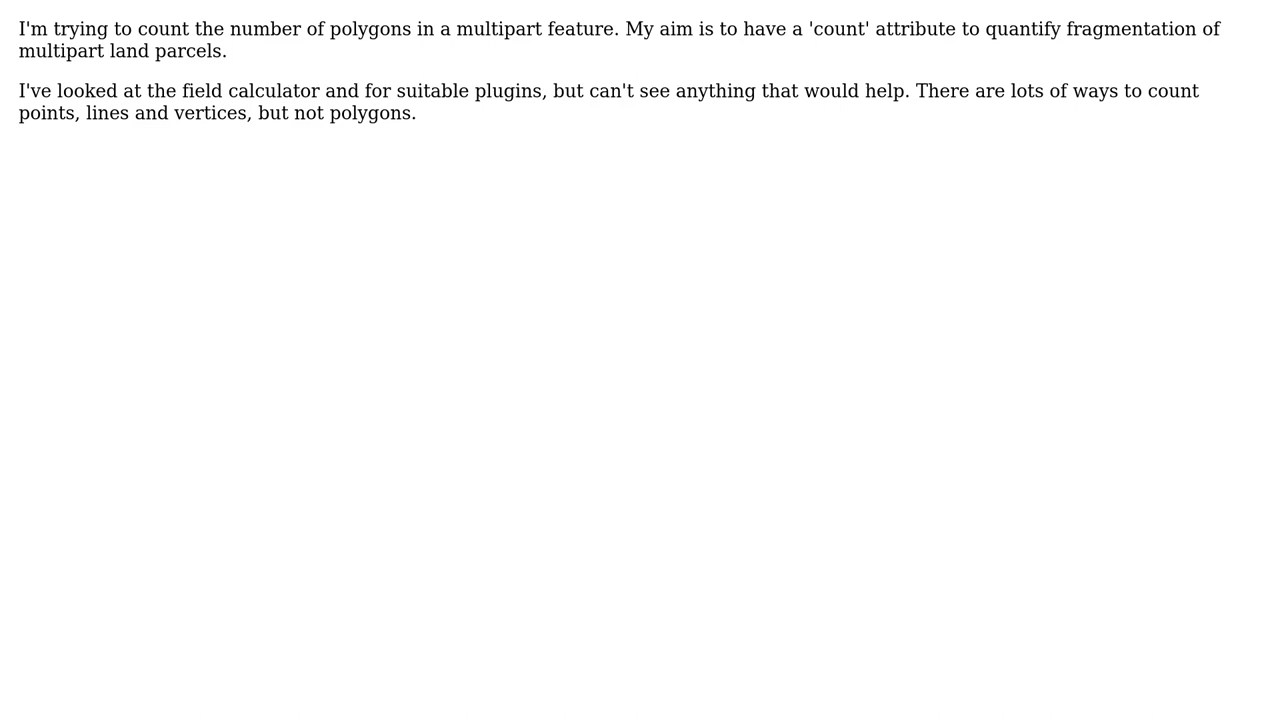 I'm trying to count the number of polygons in a multipart feature. My aim is to have a 'count' attribute to quantify fragmentation of
multipart land parcels.
I've looked at the field calculator and for suitable plugins, but can't see anything that would help. There are lots of ways to count
points, lines and vertices, but not polygons.